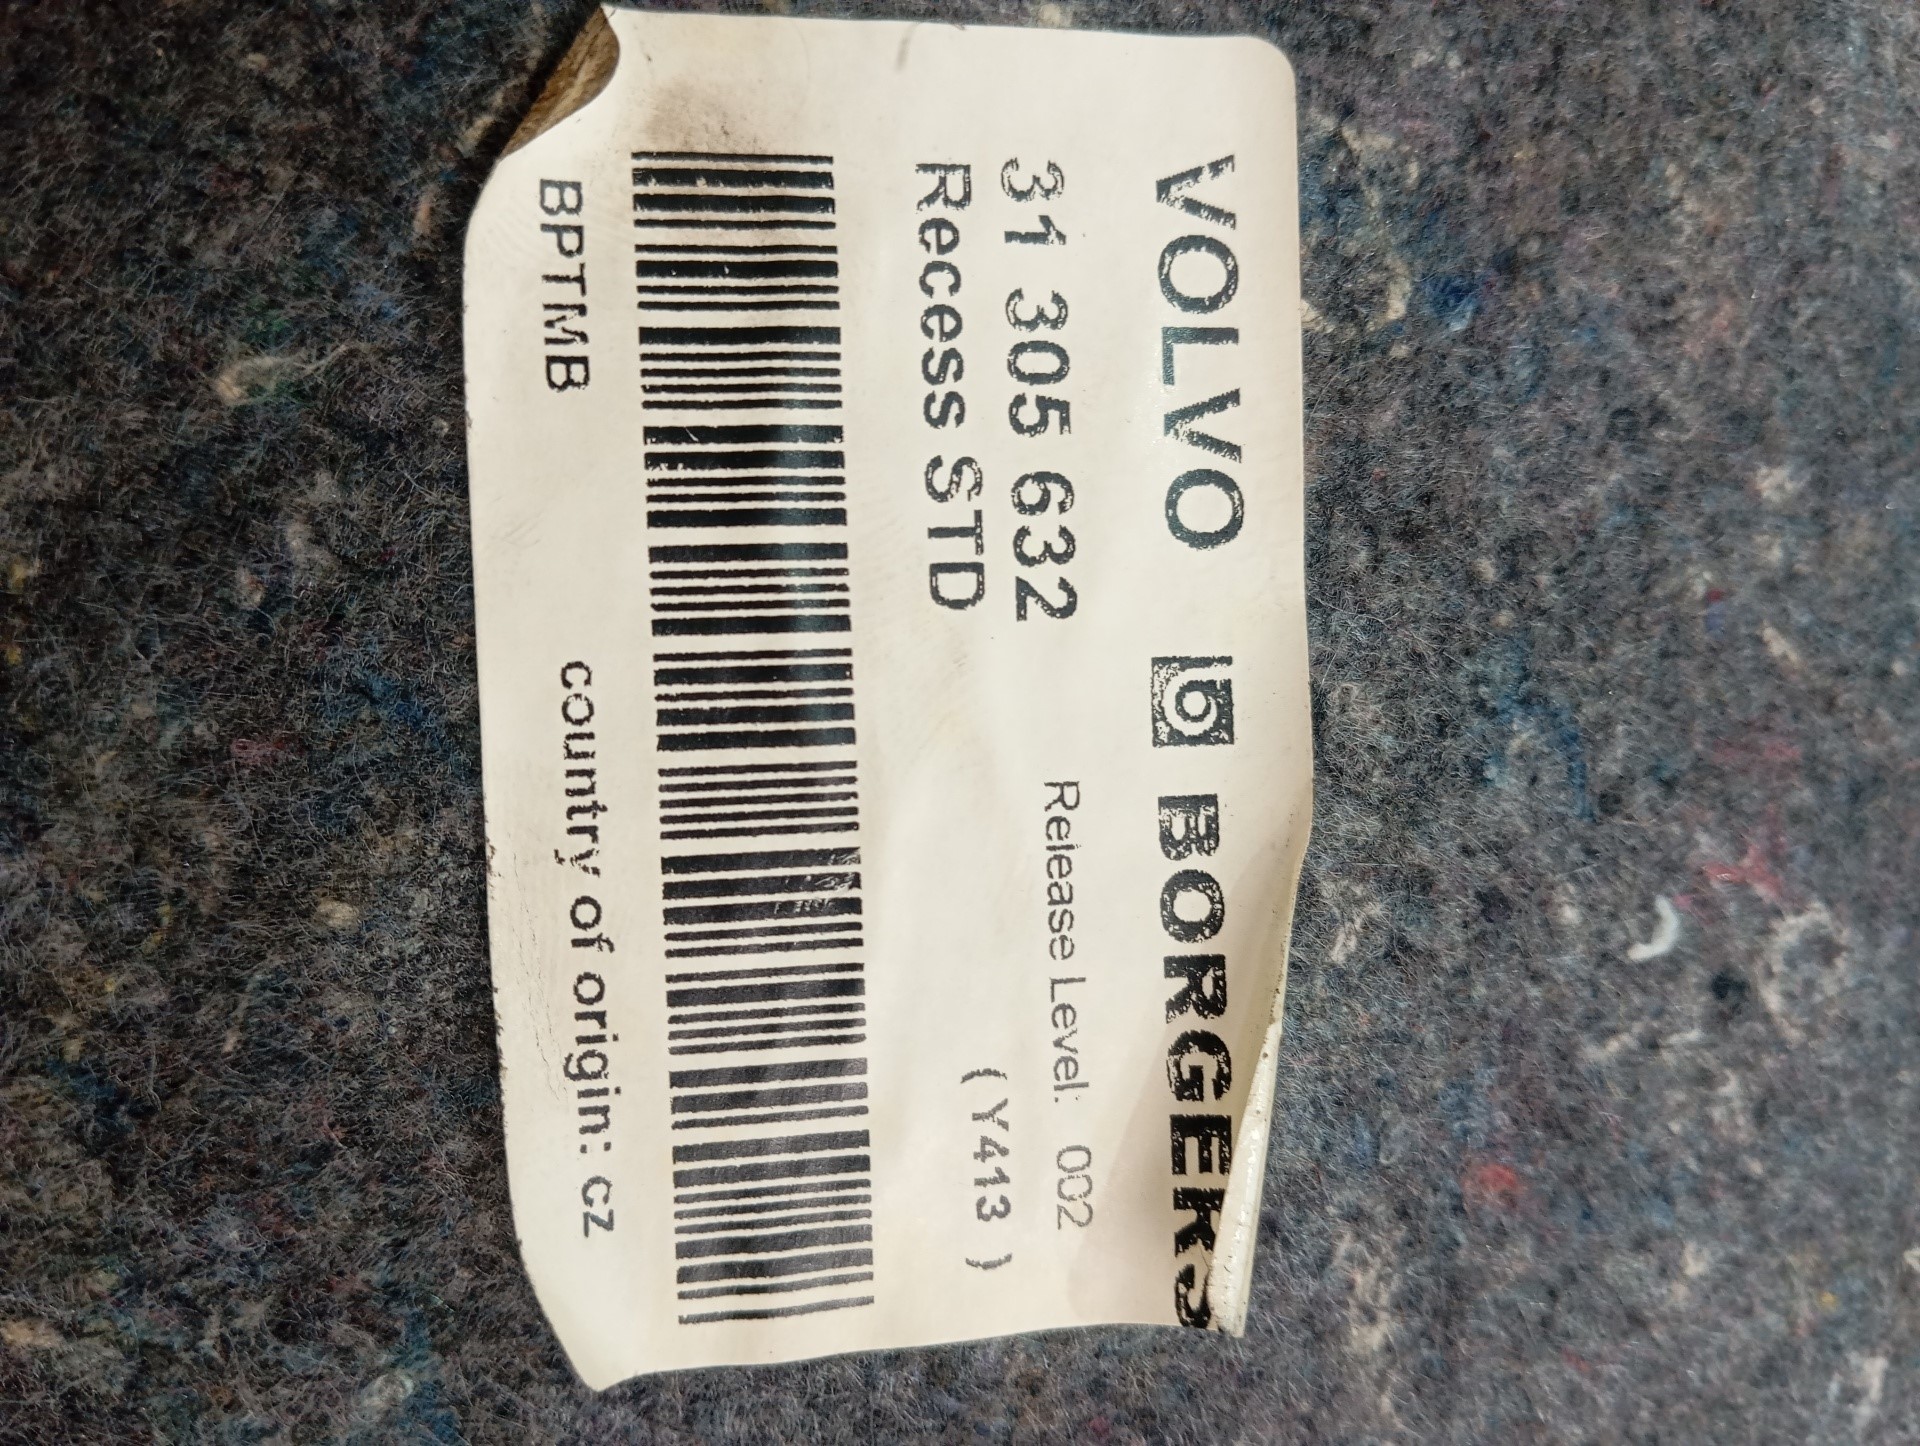 VOLVO BORGERS
31 305 632
Release Level: 002
Recess STD
( Y413 )
BPTMB country of origin: CZ